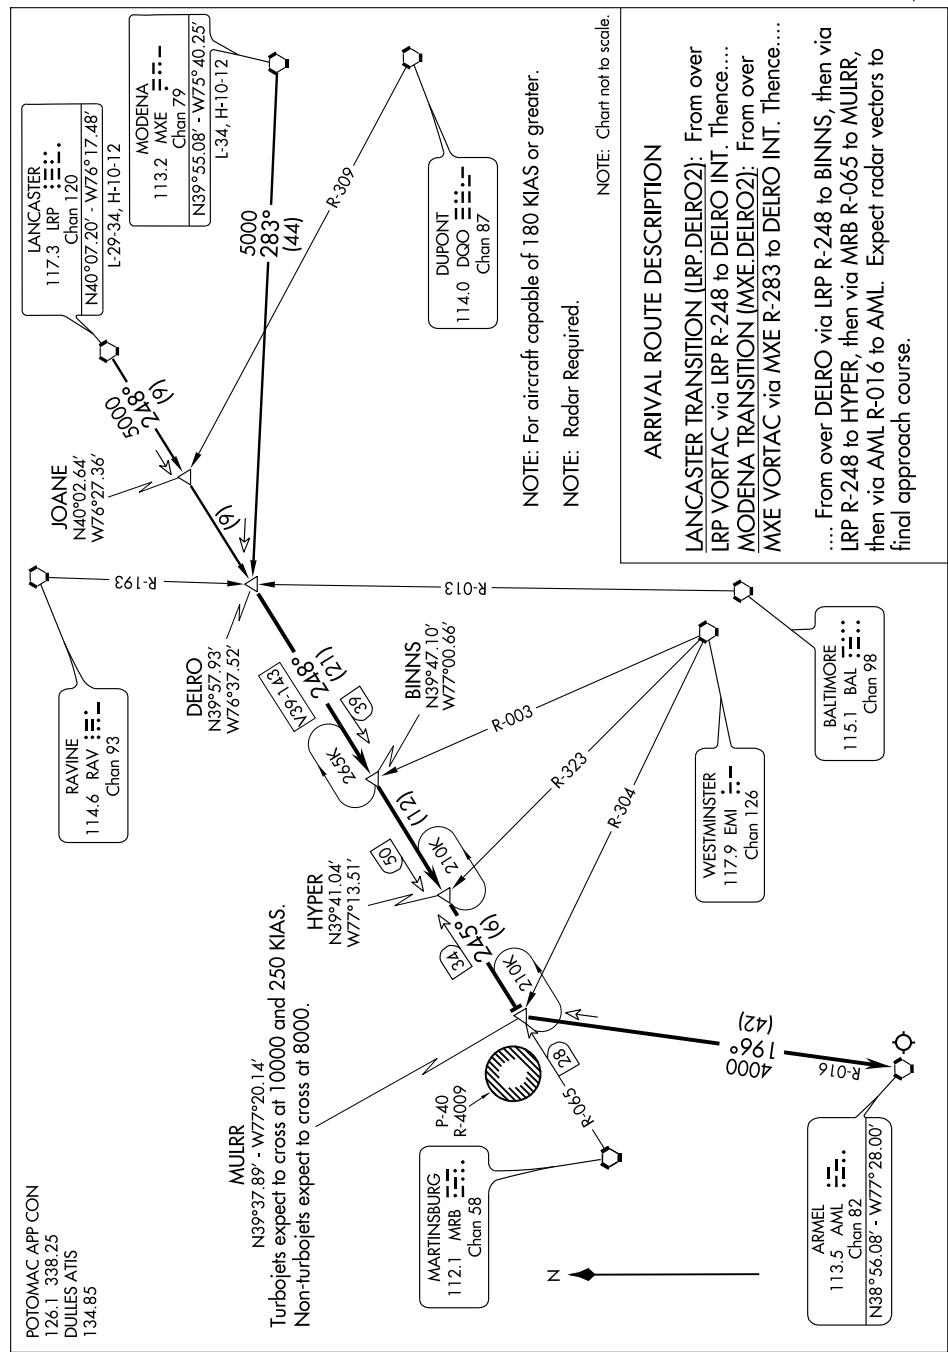 POTOMAC APP CON
126.1 338.25
DULLES ATIS
134.85
RAVINE
114.6 RAV
Chan 93
R-193
LANCASTER
117.3 LRP
Chan 120
N40°07.20′ - W76°17.48′
L-29-34, H-10-12
MODENA
113.2 MXE
Chan 79
N39°55.08′ - W75°40.25′
L-34, H-10-12
JOANE
N40°02.64′
W76°27.36′
5000
248°
(9)
R-309
5000
283°
(44)
(9)
DELRO
N39°57.93′
W76°37.52′
DUPONT
114.0 DQO
Chan 87
V39-143
248°
(21)
39
265K
BINNS
N39°47.10′
W77°00.66′
R-013
HYPER
N39°41.04′
W77°13.51′
50
(12)
210K
R-003
R-323
R-304
MULRR
N39°37.89′ - W77°20.14′
Turbojets expect to cross at 10000 and 250 KIAS.
Non-turbojets expect to cross at 8000.
34
245°
(6)
210K
P-40
R-4009
28
R-065
MARTINSBURG
112.1 MRB
Chan 58
WESTMINSTER
117.9 EMI
Chan 126
BALTIMORE
115.1 BAL
Chan 98
4000
196°
(42)
R-016
ARMEL
113.5 AML
Chan 82
N38°56.08′ - W77°28.00′
N
NOTE: For aircraft capable of 180 KIAS or greater.
NOTE: Radar Required.
NOTE: Chart not to scale.
ARRIVAL ROUTE DESCRIPTION
LANCASTER TRANSITION (LRP.DELRO2): From over
LRP VORTAC via LRP R-248 to DELRO INT. Thence....
MODENA TRANSITION (MXE.DELRO2): From over
MXE VORTAC via MXE R-283 to DELRO INT. Thence....
.... From over DELRO via LRP R-248 to BINNS, then via
LRP R-248 to HYPER, then via MRB R-065 to MULRR,
then via AML R-016 to AML. Expect radar vectors to
final approach course.